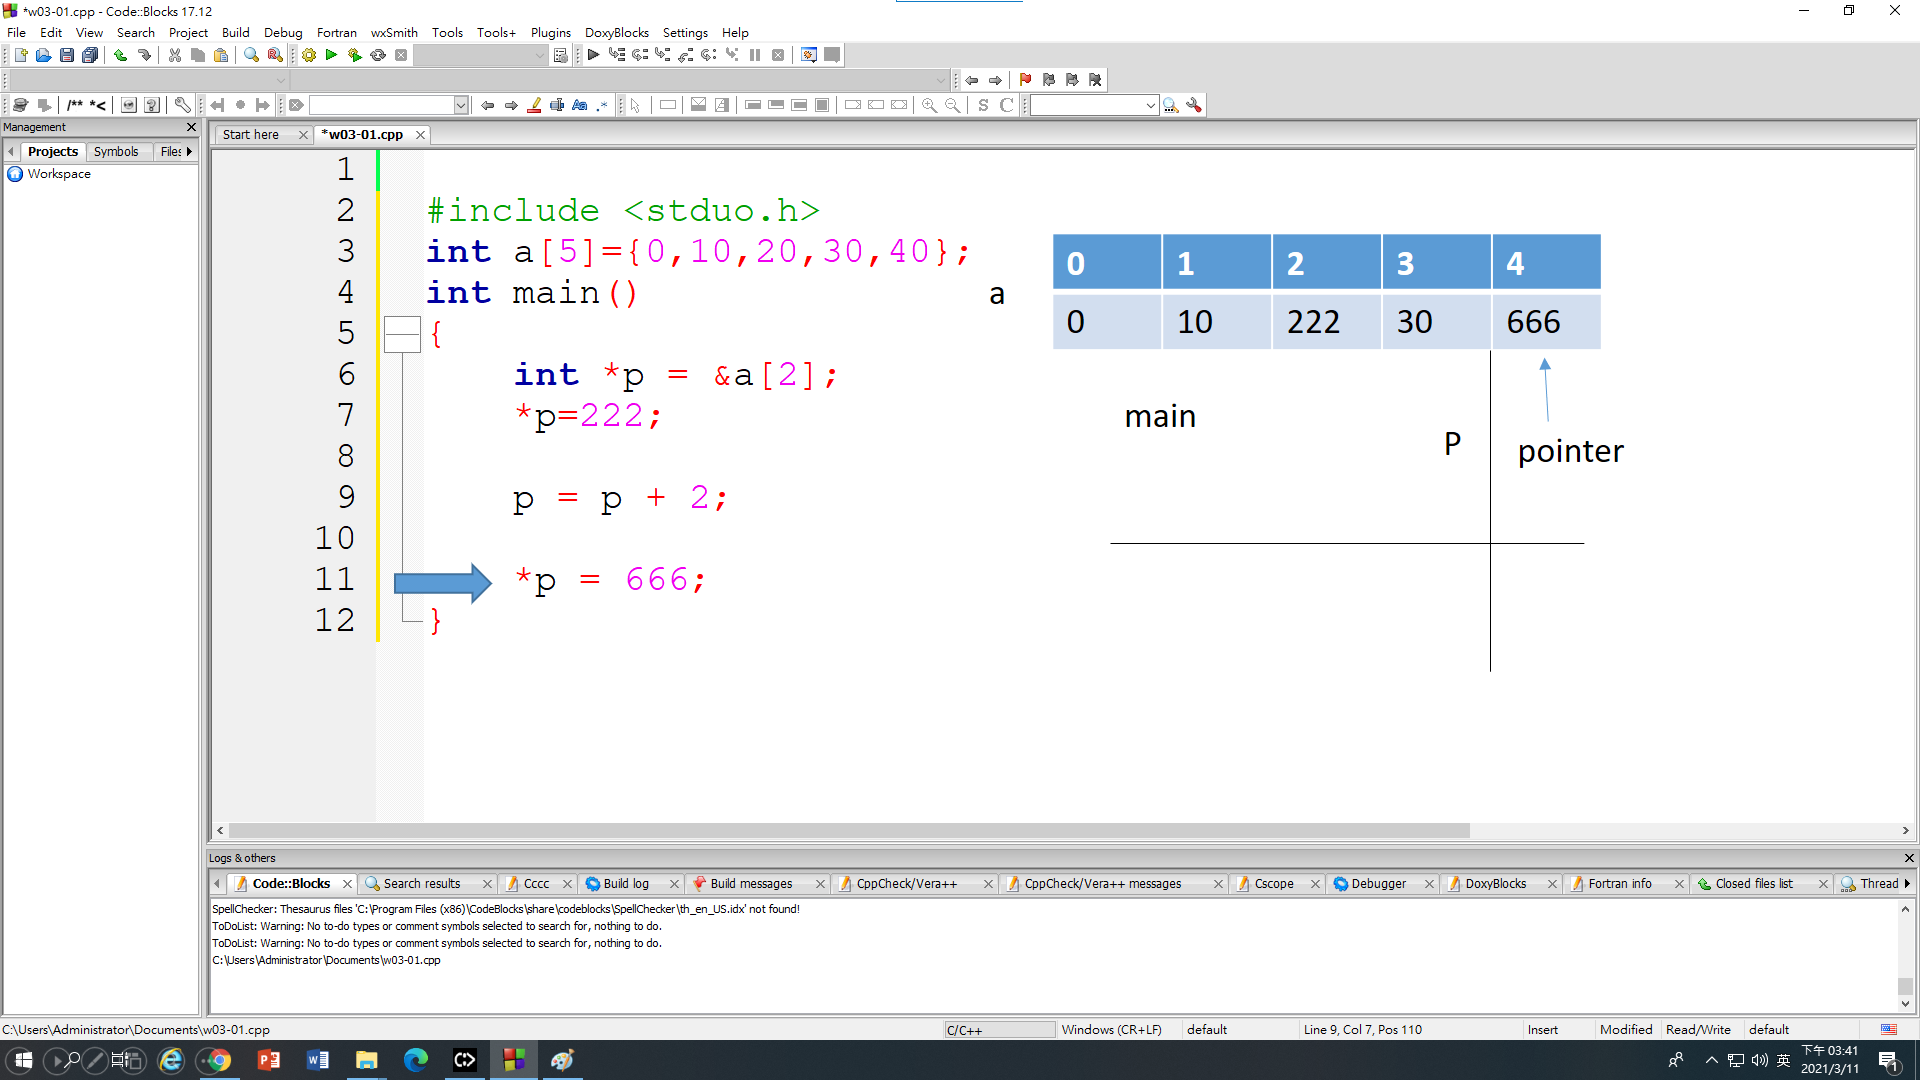 *w03-01.cpp - Code::Blocks 17.12
File Edit View Search Project Build Debug Fortran wxSmith Tools Tools+ Plugins DoxyBlocks Settings Help
/** *<
S C
Management
Projects Symbols Files
Workspace
Start here *w03-01.cpp
1
2 #include <stduo.h>
3 int a[5]={0,10,20,30,40};
4 int main()
5 {
6 int *p = &a[2];
7 *p=222;
8
9 p = p + 2;
10
11 *p = 666;
12 }
0 1 2 3 4
a
0 10 222 30 666
main
P
pointer
Logs & others
Code::Blocks Search results Cccc Build log Build messages CppCheck/Vera++ CppCheck/Vera++ messages Cscope Debugger DoxyBlocks Fortran info Closed files list Thread
SpellChecker: Thesaurus files 'C:\Program Files (x86)\CodeBlocks\share\codeblocks\SpellChecker\th_en_US.idx' not found!
ToDoList: Warning: No to-do types or comment symbols selected to search for, nothing to do.
ToDoList: Warning: No to-do types or comment symbols selected to search for, nothing to do.
C:\Users\Administrator\Documents\w03-01.cpp
C:\Users\Administrator\Documents\w03-01.cpp C/C++ Windows (CR+LF) default Line 9, Col 7, Pos 110 Insert Modified Read/Write default
英 下午 03:41
2021/3/11
1